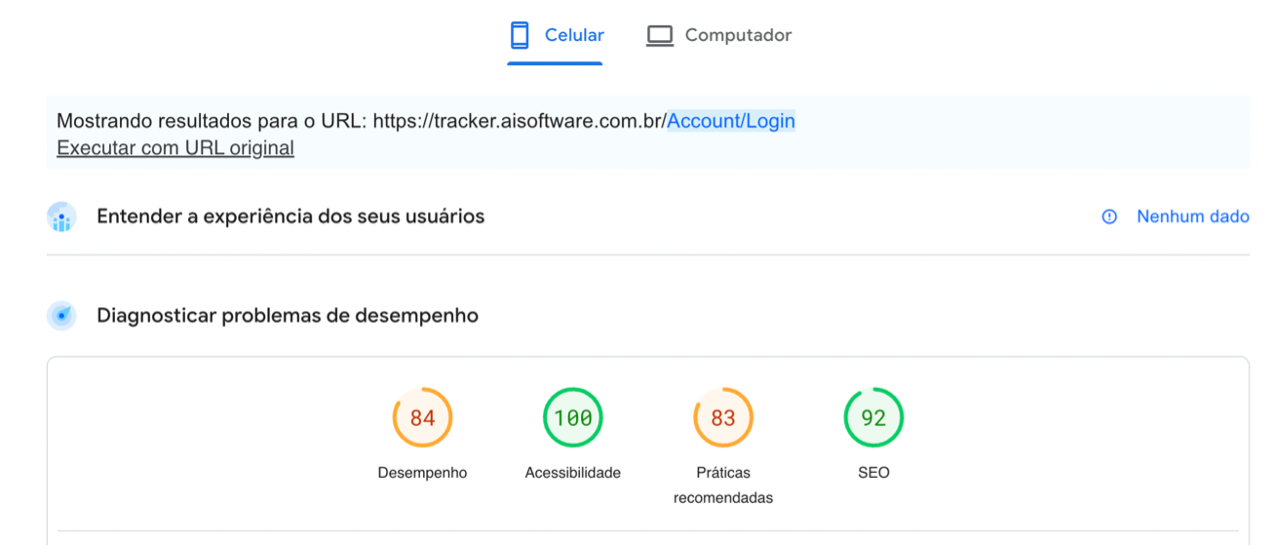 Celular
Computador
Mostrando resultados para o URL: https://tracker.aisoftware.com.br/Account/Login
Executar com URL original
Entender a experiência dos seus usuários
Nenhum dado
Diagnosticar problemas de desempenho
84
100
83
92
Desempenho
Acessibilidade
Práticas
recomendadas
SEO